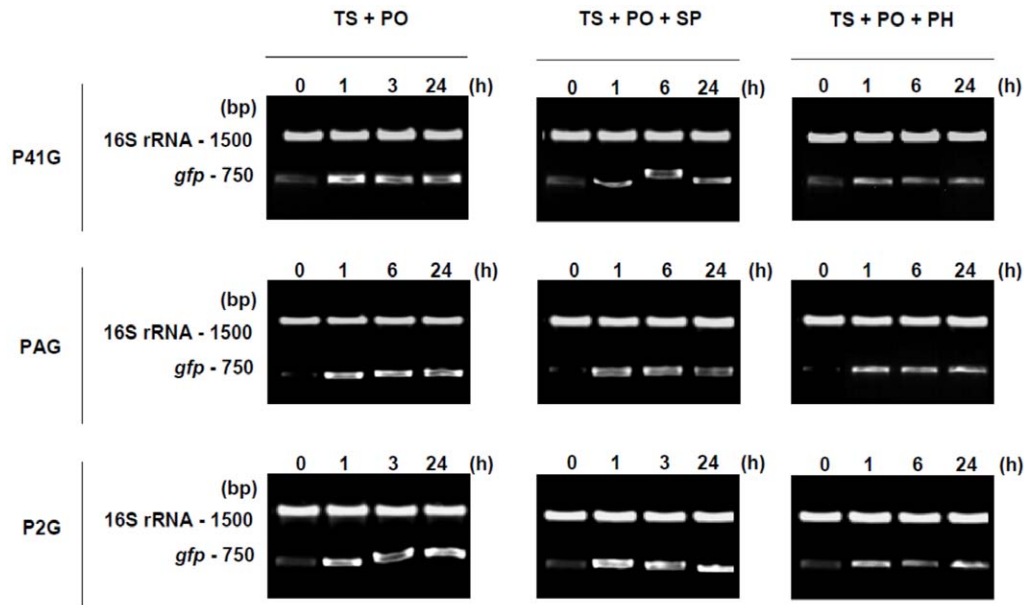 TS + PO
TS + PO + SP
TS + PO + PH
0 1 3 24 (h)
0 1 6 24 (h)
0 1 6 24 (h)
P41G
(bp)
16S rRNA - 1500
gfp - 750
0 1 6 24 (h)
0 1 6 24 (h)
0 1 6 24 (h)
PAG
(bp)
16S rRNA - 1500
gfp - 750
0 1 3 24 (h)
0 1 3 24 (h)
0 1 6 24 (h)
P2G
(bp)
16S rRNA - 1500
gfp - 750